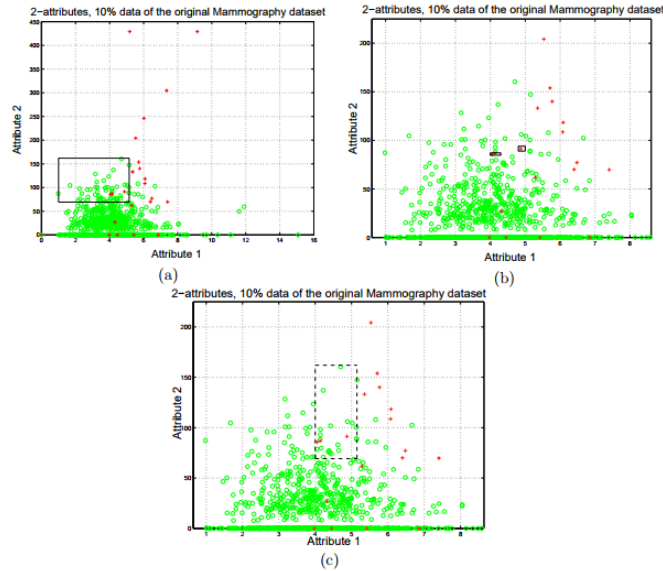 2−attributes, 10% data of the original Mammography dataset
450
400
350
300
250
200
150
100
50
0
0 2 4 6 8 10 12 14 16
Attribute 2
Attribute 1
(a)
2−attributes, 10% data of the original Mammography dataset
200
150
100
50
0
1 2 3 4 5 6 7 8
Attribute 2
Attribute 1
(b)
2−attributes, 10% data of the original Mammography dataset
200
150
100
50
0
1 2 3 4 5 6 7 8
Attribute 2
Attribute 1
(c)